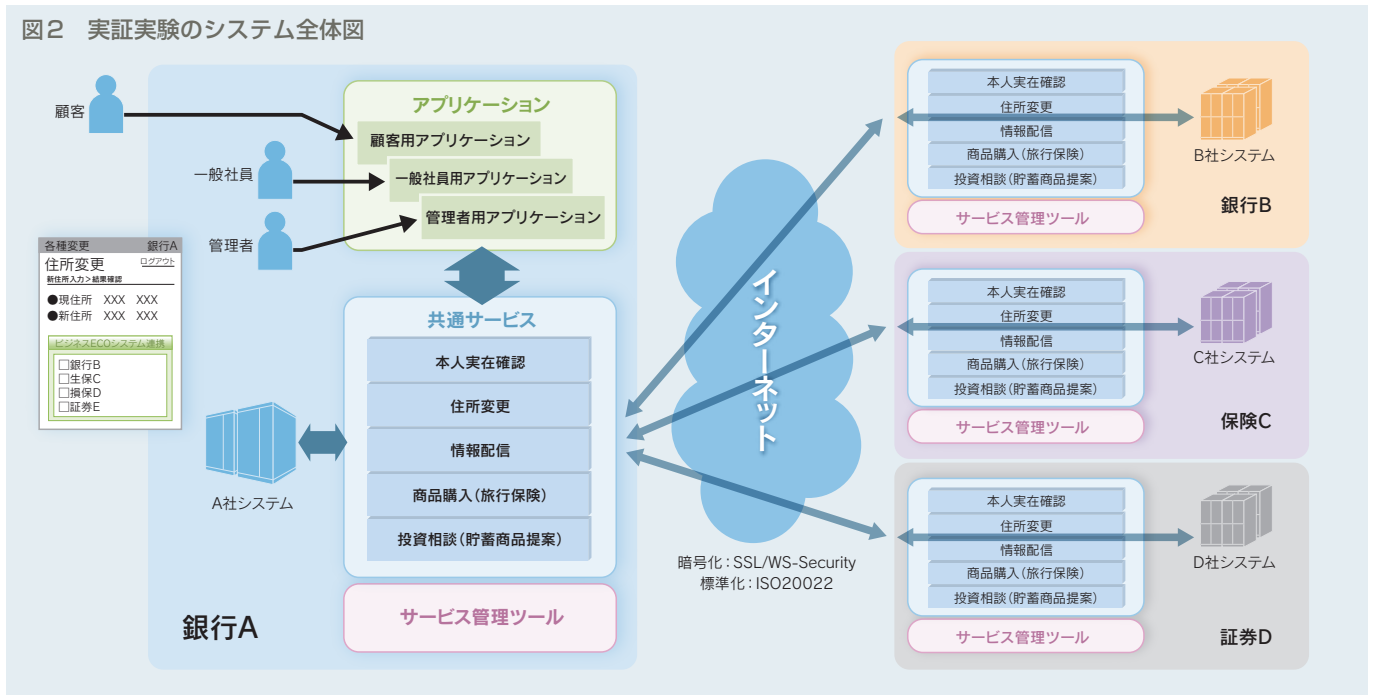 図2 実証実験のシステム全体図
顧客
一般社員
管理者
アプリケーション
顧客用アプリケーション
一般社員用アプリケーション
管理者用アプリケーション
各種変更 銀行A
住所変更 ログアウト
新住所入力>結果確認
●現住所 XXX XXX
●新住所 XXX XXX
ビジネスECOシステム連携
□銀行B
□生保C
□損保D
□証券E
共通サービス
本人実在確認
住所変更
情報配信
商品購入(旅行保険)
投資相談(貯蓄商品提案)
サービス管理ツール
A社システム
銀行A
インターネット
暗号化:SSL/WS-Security
標準化:ISO20022
本人実在確認
住所変更
情報配信
商品購入(旅行保険)
投資相談(貯蓄商品提案)
サービス管理ツール
B社システム
銀行B
本人実在確認
住所変更
情報配信
商品購入(旅行保険)
投資相談(貯蓄商品提案)
サービス管理ツール
C社システム
保険C
本人実在確認
住所変更
情報配信
商品購入(旅行保険)
投資相談(貯蓄商品提案)
サービス管理ツール
D社システム
証券D